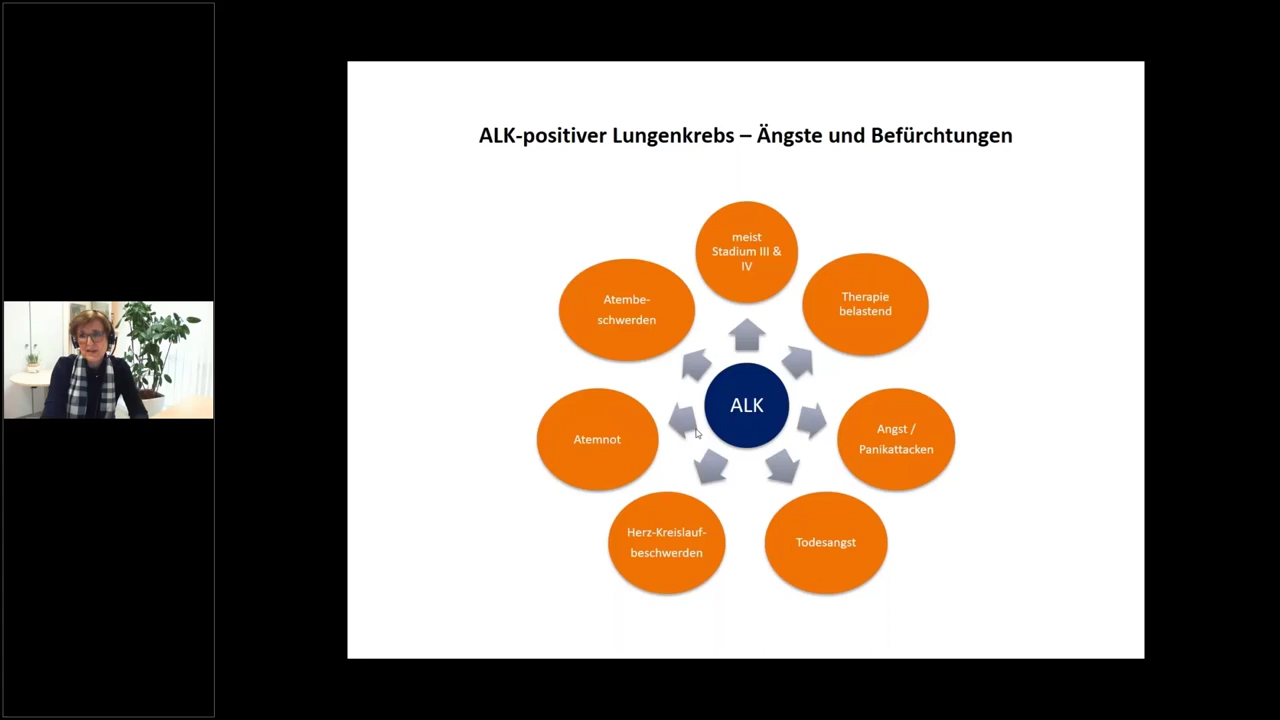 ALK-positiver Lungenkrebs – Ängste und Befürchtungen
meist
Stadium III &
IV
Therapie
belastend
Angst /
Panikattacken
Todesangst
Herz-Kreislauf-
beschwerden
Atemnot
Atembe-
schwerden
ALK